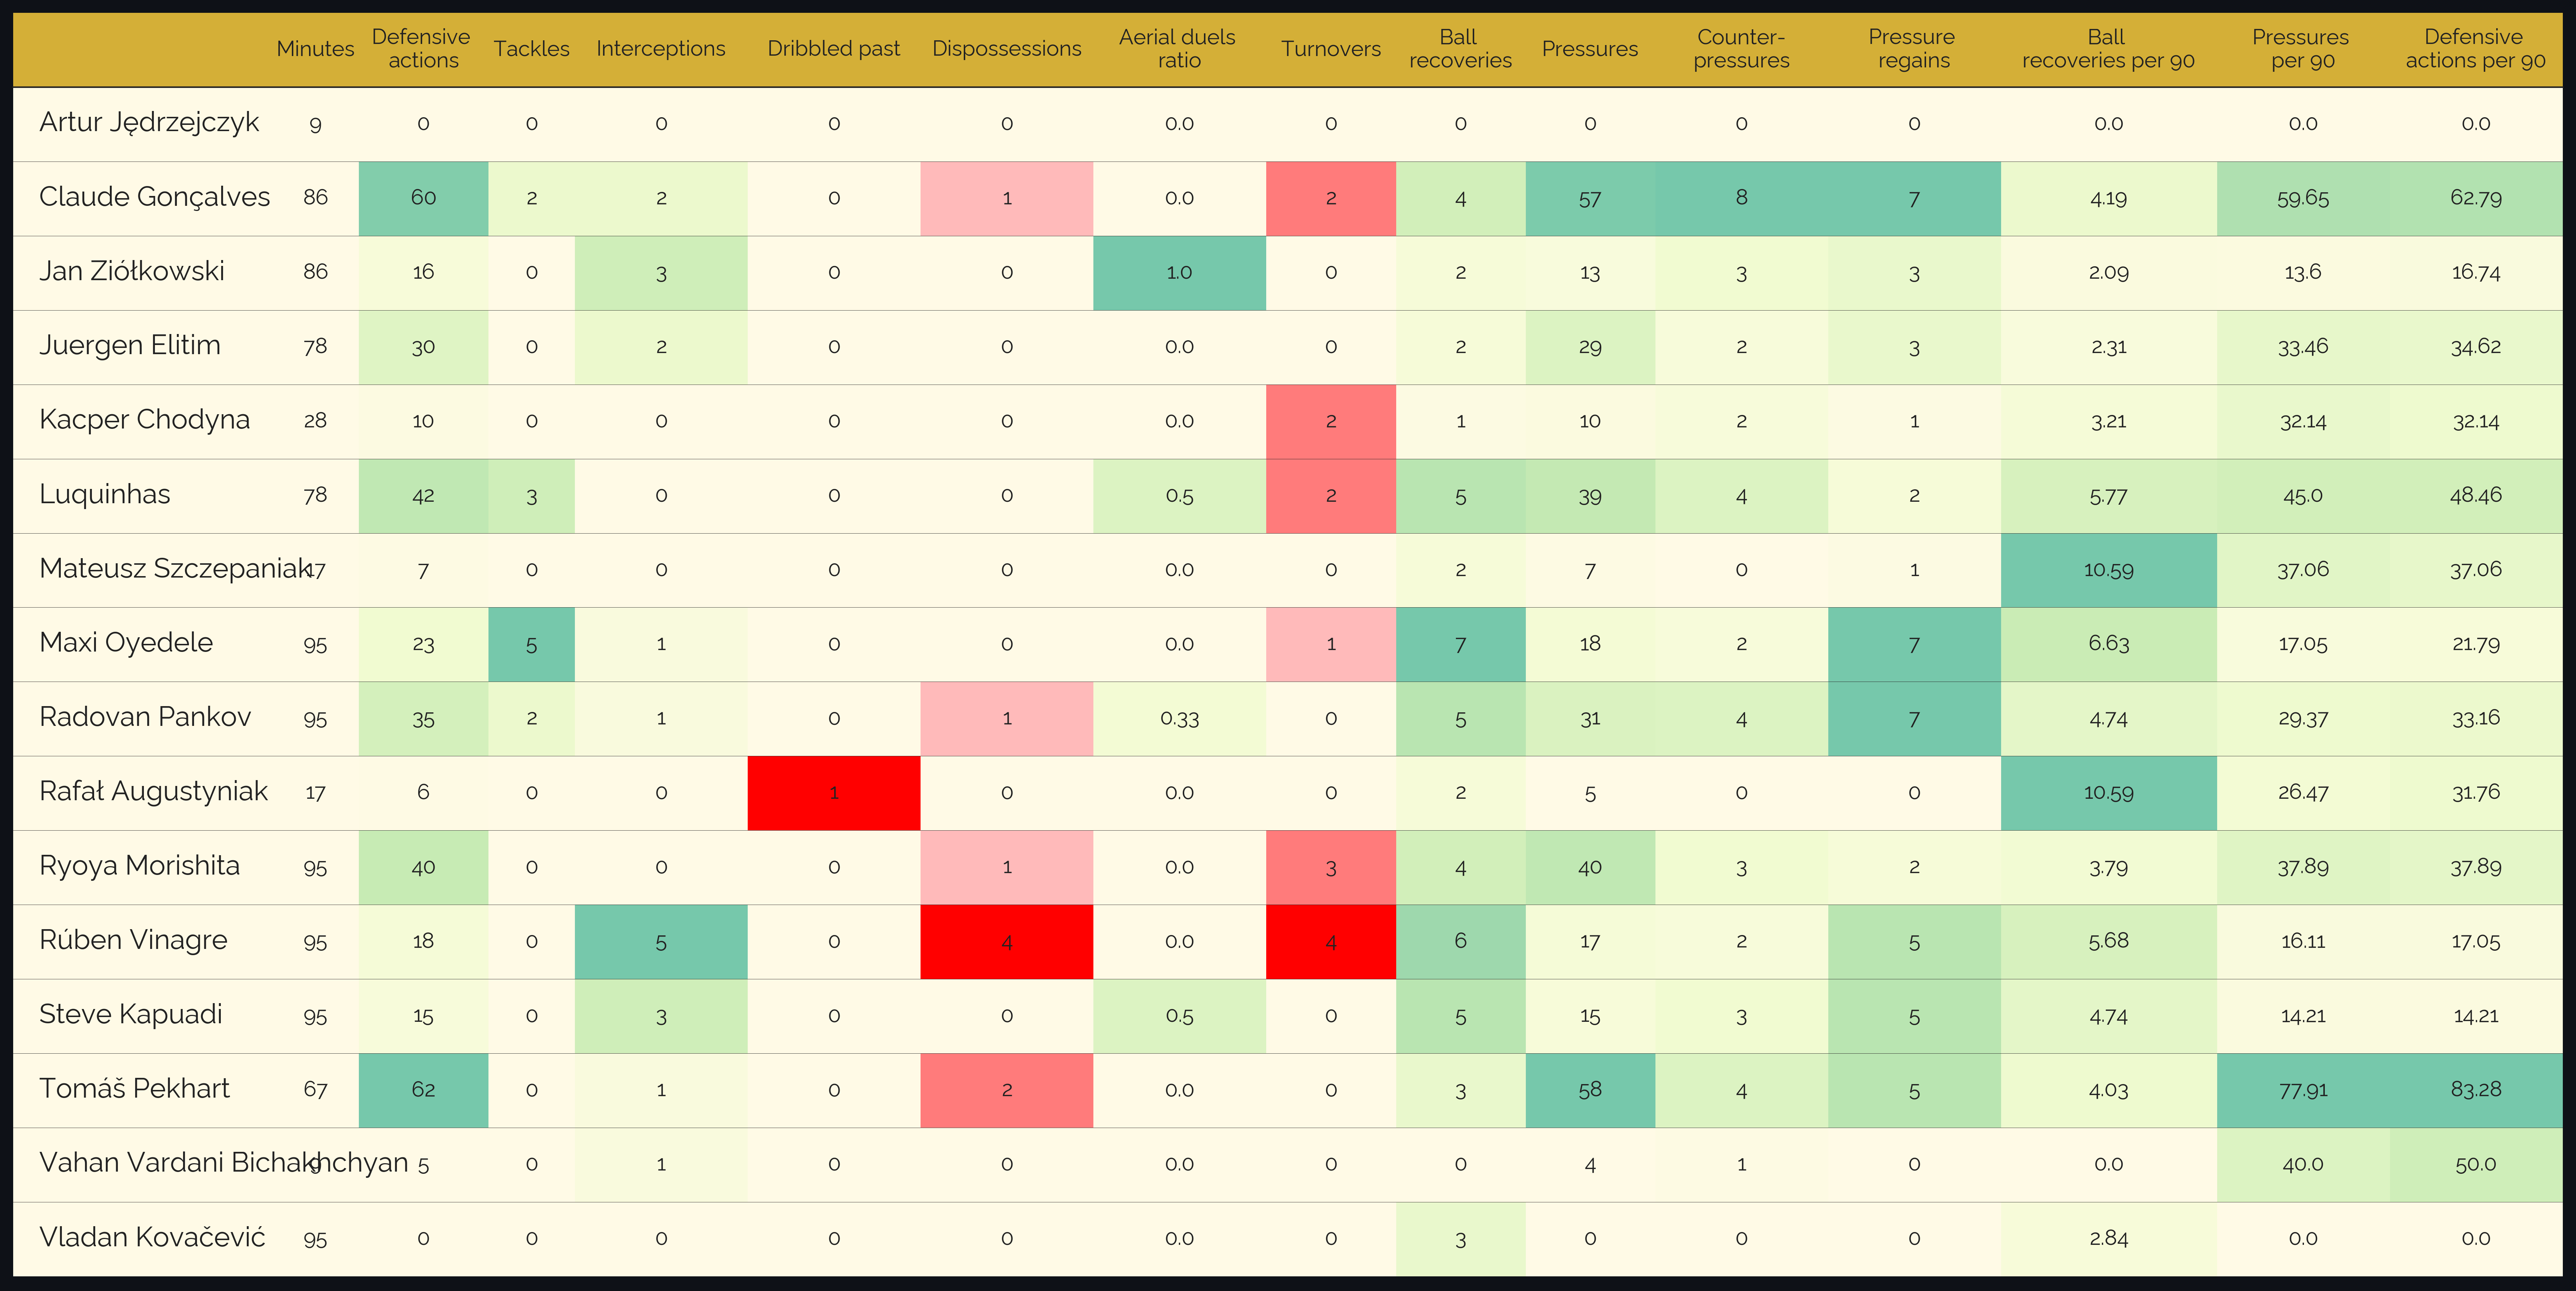 Minutes Defensive actions Tackles Interceptions Dribbled past Dispossessions Aerial duels ratio Turnovers Ball recoveries Pressures Counter-pressures Pressure regains Ball recoveries per 90 Pressures per 90 Defensive actions per 90
Artur Jędrzejczyk 9 0 0 0 0 0 0.0 0 0 0 0 0 0.0 0.0 0.0
Claude Gonçalves 86 60 2 2 0 1 0.0 2 4 57 8 7 4.19 59.65 62.79
Jan Ziółkowski 86 16 0 3 0 0 1.0 0 2 13 3 3 2.09 13.6 16.74
Juergen Elitim 78 30 0 2 0 0 0.0 0 2 29 2 3 2.31 33.46 34.62
Kacper Chodyna 28 10 0 0 0 0 0.0 2 1 10 2 1 3.21 32.14 32.14
Luquinhas 78 42 3 0 0 0 0.5 2 5 39 4 2 5.77 45.0 48.46
Mateusz Szczepaniak 17 7 0 0 0 0 0.0 0 2 7 0 1 10.59 37.06 37.06
Maxi Oyedele 95 23 5 1 0 0 0.0 1 7 18 2 7 6.63 17.05 21.79
Radovan Pankov 95 35 2 1 0 1 0.33 0 5 31 4 7 4.74 29.37 33.16
Rafał Augustyniak 17 6 0 0 1 0 0.0 0 2 5 0 0 10.59 26.47 31.76
Ryoya Morishita 95 40 0 0 0 1 0.0 3 4 40 3 2 3.79 37.89 37.89
Rúben Vinagre 95 18 0 5 0 4 0.0 4 6 17 2 5 5.68 16.11 17.05
Steve Kapuadi 95 15 0 3 0 0 0.5 0 5 15 3 5 4.74 14.21 14.21
Tomáš Pekhart 67 62 0 1 0 2 0.0 0 3 58 4 5 4.03 77.91 83.28
Vahan Vardani Bichakhchyan 9 5 0 1 0 0 0.0 0 0 4 1 0 0.0 40.0 50.0
Vladan Kovačević 95 0 0 0 0 0 0.0 0 3 0 0 0 2.84 0.0 0.0